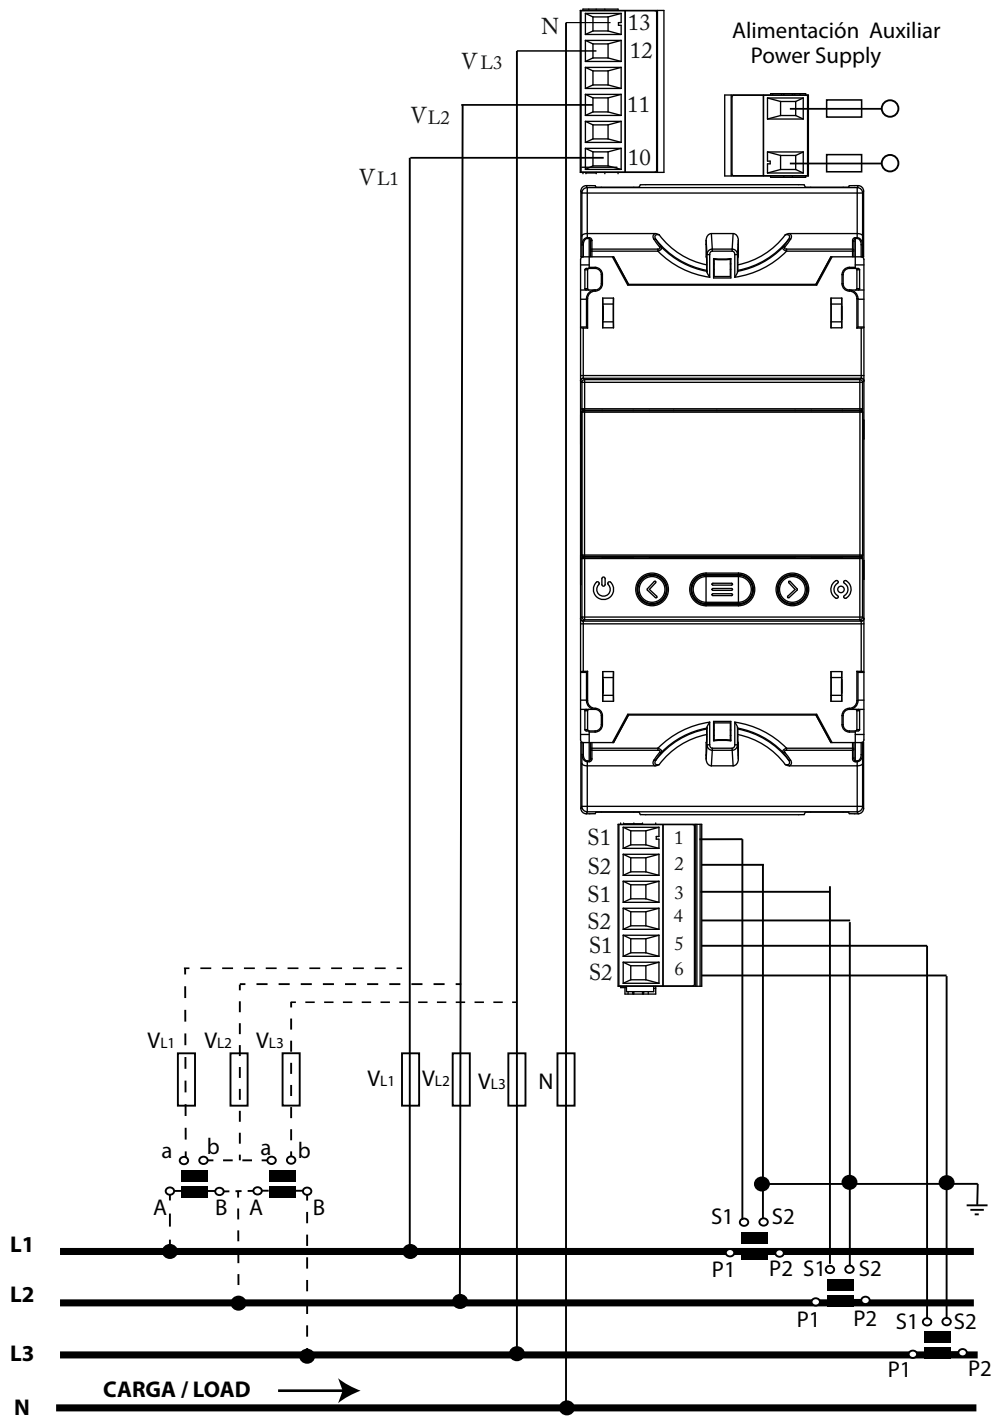 N
13
Alimentación Auxiliar
Power Supply
VL3
12
VL2
11
VL1
10
S1 1
S2 2
S1 3
S2 4
S1 5
S2 6
VL1 VL2 VL3
VL1 VL2 VL3 N
a b a b
A B A B
S1 S2
L1
P1 P2
S1 S2
L2
P1 P2
S1 S2
L3
P1 P2
CARGA / LOAD
N